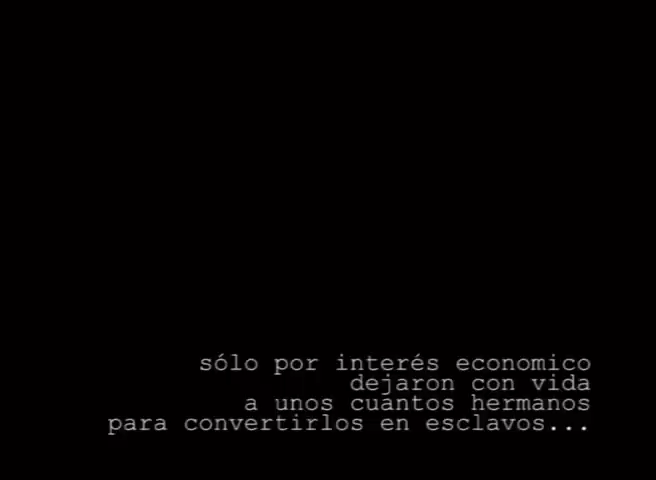 sólo por interés economico
dejaron con vida
a unos cuantos hermanos
para convertirlos en esclavos...